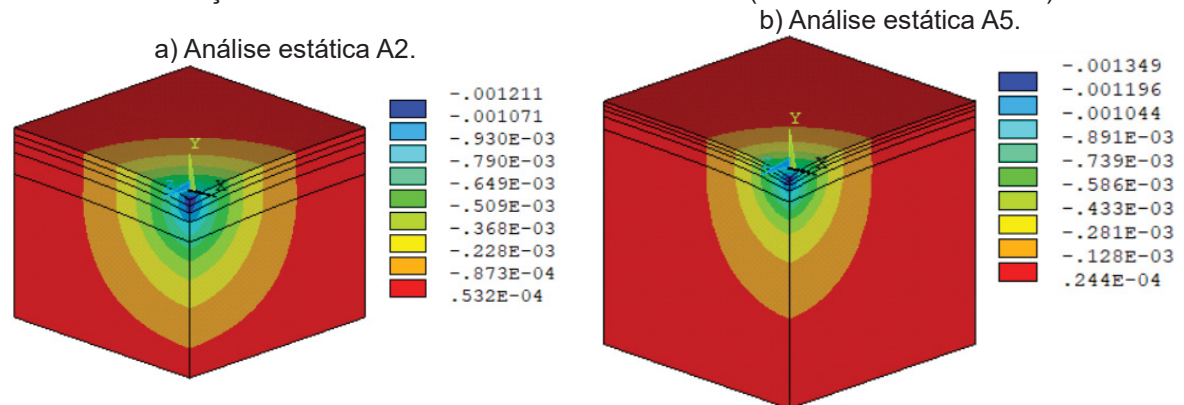 b) Análise estática A5.
a) Análise estática A2.
-.001211
-.001071
-.930E-03
-.790E-03
-.649E-03
-.509E-03
-.368E-03
-.228E-03
-.873E-04
.532E-04
Y
X
-.001349
-.001196
-.001044
-.891E-03
-.739E-03
-.586E-03
-.433E-03
-.281E-03
-.128E-03
.244E-04
Y
X